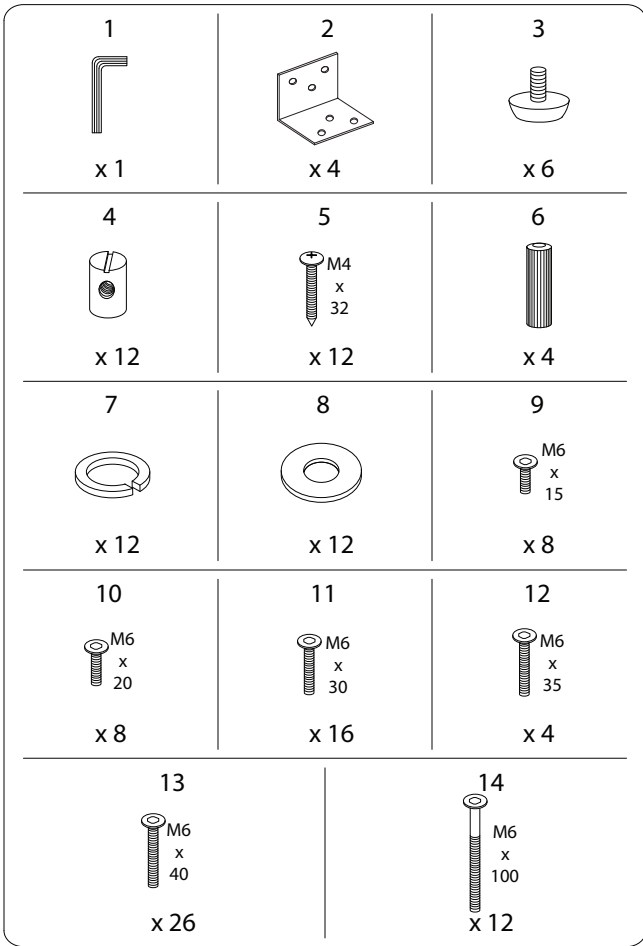 1 2 3
x 1 x 4 x 6
4 5 6
M4
x
32
x 12 x 12 x 4
7 8 9
M6
x
15
x 12 x 12 x 8
10 11 12
M6 M6 M6
x x x
20 30 35
x 8 x 16 x 4
13 14
M6 M6
x x
40 100
x 26 x 12